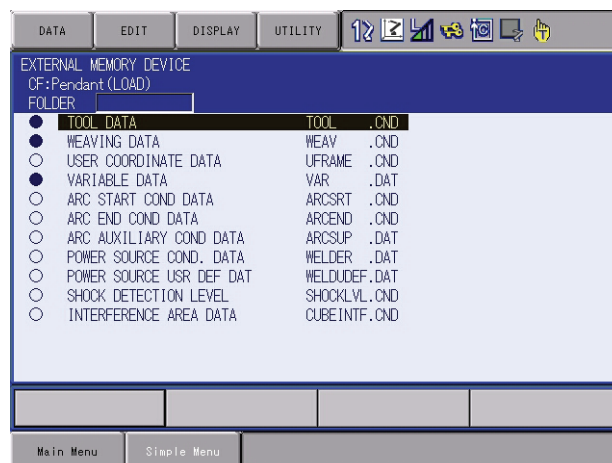 DATA EDIT DISPLAY UTILITY 12
EXTERNAL MEMORY DEVICE
CF:Pendant(LOAD)
FOLDER
TOOL DATA TOOL .CND
WEAVING DATA WEAV .CND
USER COORDINATE DATA UFRAME .CND
VARIABLE DATA VAR .DAT
ARC START COND DATA ARCSRT .CND
ARC END COND DATA ARCEND .CND
ARC AUXILIARY COND DATA ARCSUP .DAT
POWER SOURCE COND. DATA WELDER .DAT
POWER SOURCE USR DEF DAT WELDUDEF.DAT
SHOCK DETECTION LEVEL SHOCKLVL.CND
INTERFERENCE AREA DATA CUBEINTF.CND
Main Menu Simple Menu